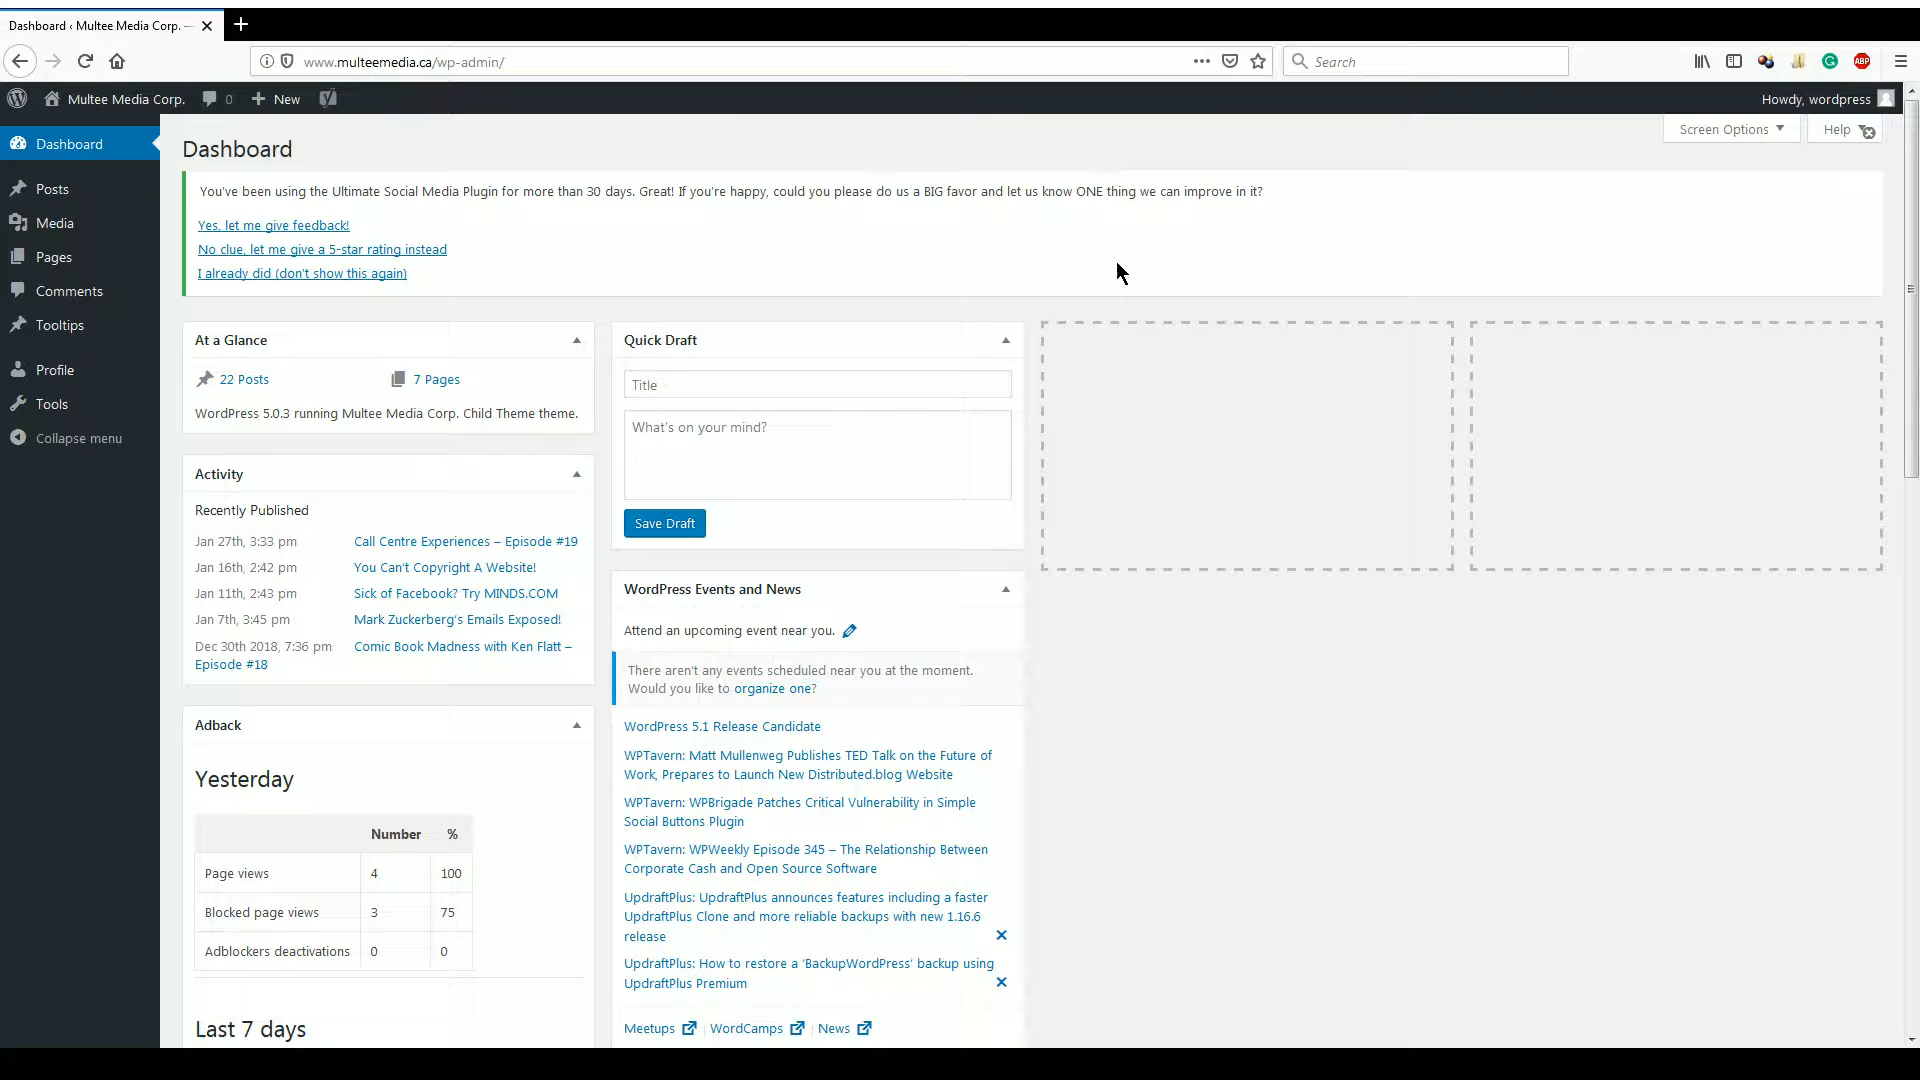 Dashboard ‹ Multee Media Corp. —
www.multeemedia.ca/wp-admin/
Search
ABP
Multee Media Corp.
0
New
Howdy, wordpress
Screen Options
Help
Dashboard
Posts
Media
Pages
Comments
Tooltips
Profile
Tools
Collapse menu
Dashboard
You've been using the Ultimate Social Media Plugin for more than 30 days. Great! If you're happy, could you please do us a BIG favor and let us know ONE thing we can improve in it?
Yes, let me give feedback!
No clue, let me give a 5-star rating instead
I already did (don't show this again)
At a Glance
22 Posts
7 Pages
WordPress 5.0.3 running Multee Media Corp. Child Theme theme.
Activity
Recently Published
Jan 27th, 3:33 pm Call Centre Experiences – Episode #19
Jan 16th, 2:42 pm You Can't Copyright A Website!
Jan 11th, 2:43 pm Sick of Facebook? Try MINDS.COM
Jan 7th, 3:45 pm Mark Zuckerberg's Emails Exposed!
Dec 30th 2018, 7:36 pm Comic Book Madness with Ken Flatt –
Episode #18
Adback
Yesterday
Number %
Page views 4 100
Blocked page views 3 75
Adblockers deactivations 0 0
Last 7 days
Quick Draft
Title
What's on your mind?
Save Draft
WordPress Events and News
Attend an upcoming event near you.
There aren't any events scheduled near you at the moment.
Would you like to organize one?
WordPress 5.1 Release Candidate
WPTavern: Matt Mullenweg Publishes TED Talk on the Future of
Work, Prepares to Launch New Distributed.blog Website
WPTavern: WPBrigade Patches Critical Vulnerability in Simple
Social Buttons Plugin
WPTavern: WPWeekly Episode 345 – The Relationship Between
Corporate Cash and Open Source Software
UpdraftPlus: UpdraftPlus announces features including a faster
UpdraftPlus Clone and more reliable backups with new 1.16.6
release
UpdraftPlus: How to restore a 'BackupWordPress' backup using
UpdraftPlus Premium
Meetups | WordCamps | News